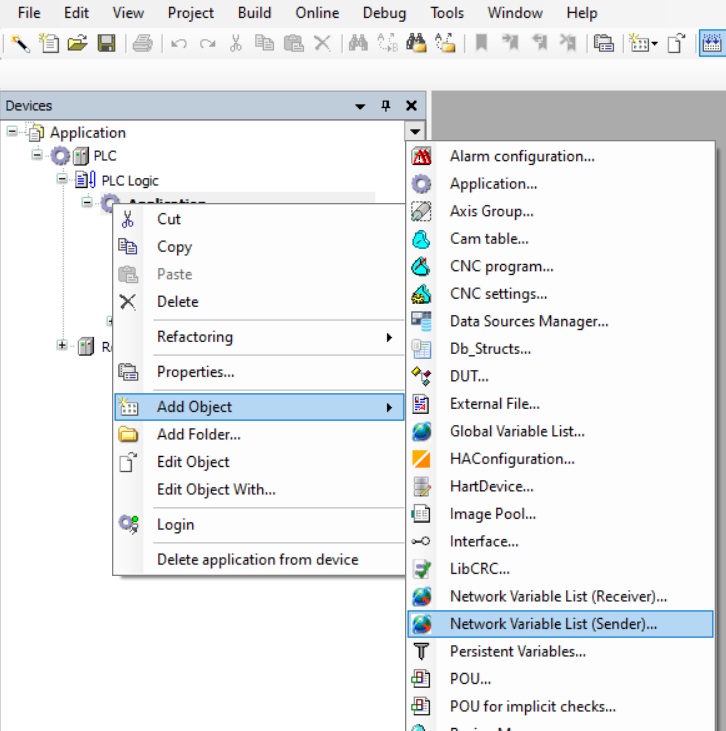 File Edit View Project Build Online Debug Tools Window Help
Devices
Application
PLC
PLC Logic
Cut
Copy
Paste
Delete
Refactoring
Properties...
Add Object
Add Folder...
Edit Object
Edit Object With...
Login
Delete application from device
Alarm configuration...
Application...
Axis Group...
Cam table...
CNC program...
CNC settings...
Data Sources Manager...
Db_Structs...
DUT...
External File...
Global Variable List...
HAConfiguration...
HartDevice...
Image Pool...
Interface...
LibCRC...
Network Variable List (Receiver)...
Network Variable List (Sender)...
Persistent Variables...
POU...
POU for implicit checks...